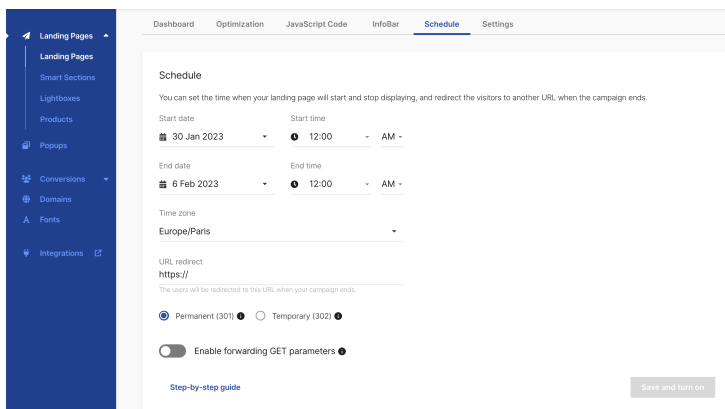 Dashboard Optimization JavaScript Code InfoBar Schedule Settings
Landing Pages
Landing Pages
Smart Sections
Lightboxes
Products
Popups
Conversions
Domains
Fonts
Integrations
Schedule
You can set the time when your landing page will start and stop displaying, and redirect the visitors to another URL when the campaign ends.
Start date Start time
30 Jan 2023 12:00 AM
End date End time
6 Feb 2023 12:00 AM
Time zone
Europe/Paris
URL redirect
https://
The users will be redirected to this URL when your campaign ends.
Permanent (301) Temporary (302)
Enable forwarding GET parameters
Step-by-step guide Save and turn on